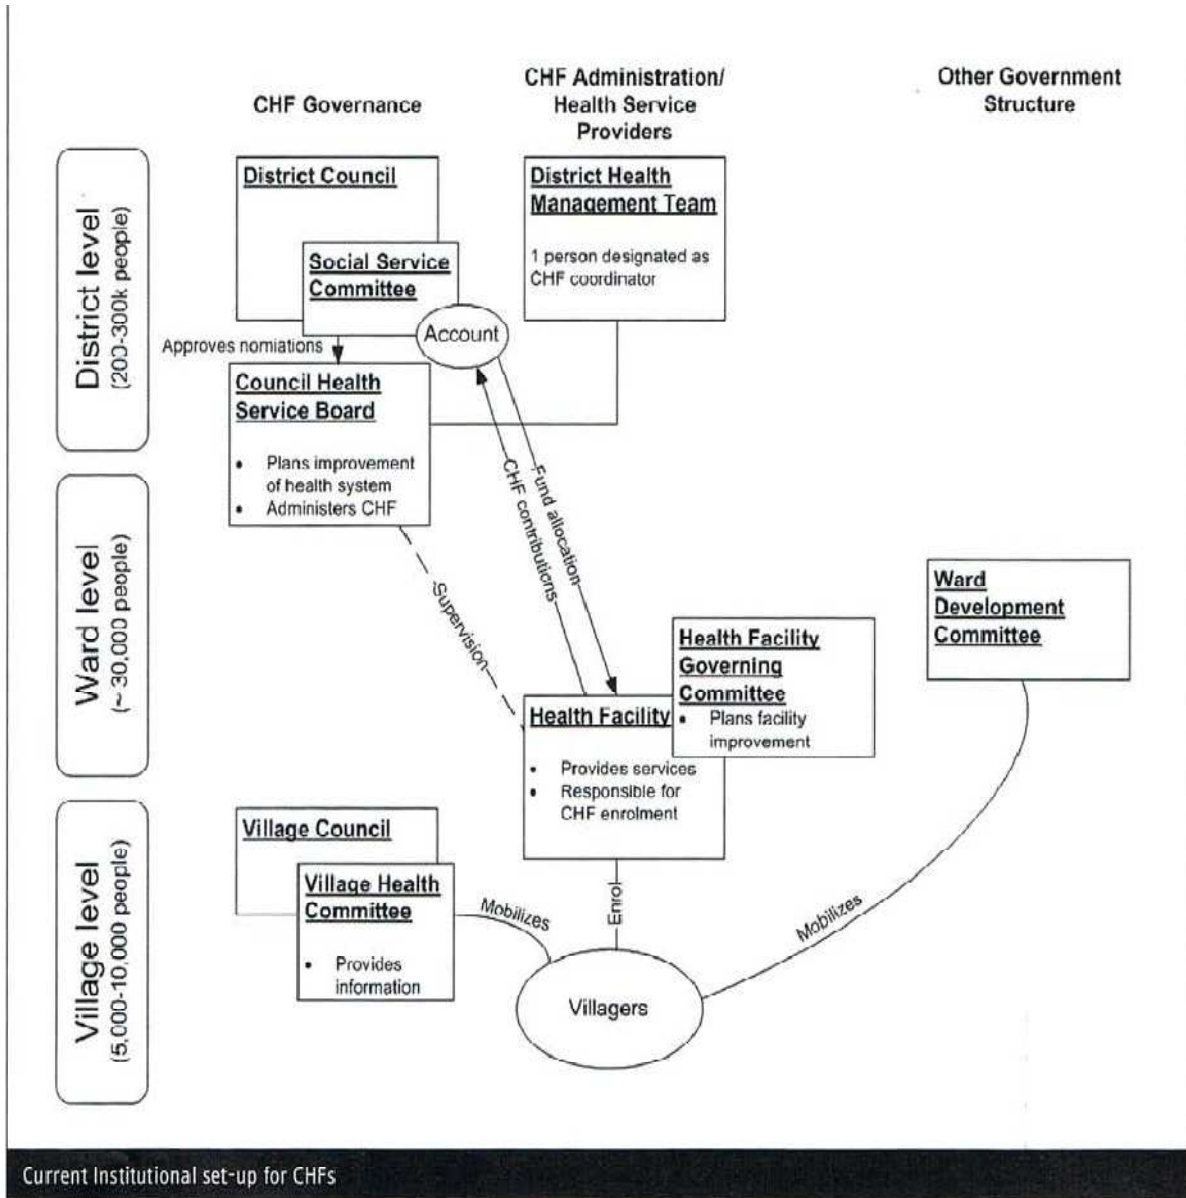 CHF Governance
CHF Administration/
Health Service
Providers
Other Government
Structure
District level
(200-300k people)
District Council
Social Service
Committee
Account
District Health
Management Team
1 person designated as
CHF coordinator
Approves nomiations
Council Health
Service Board
• Plans improvement
of health system
• Administers CHF
CHF contributions
Fund allocation
Supervision
Ward level
(~ 30,000 people)
Health Facility
• Provides services
• Responsible for
CHF enrolment
Health Facility
Governing
Committee
• Plans facility
improvement
Ward
Development
Committee
Village level
(5,000-10,000 people)
Village Council
Village Health
Committee
• Provides
information
Mobilizes
Enrol
Mobilizes
Villagers
Current Institutional set-up for CHFs